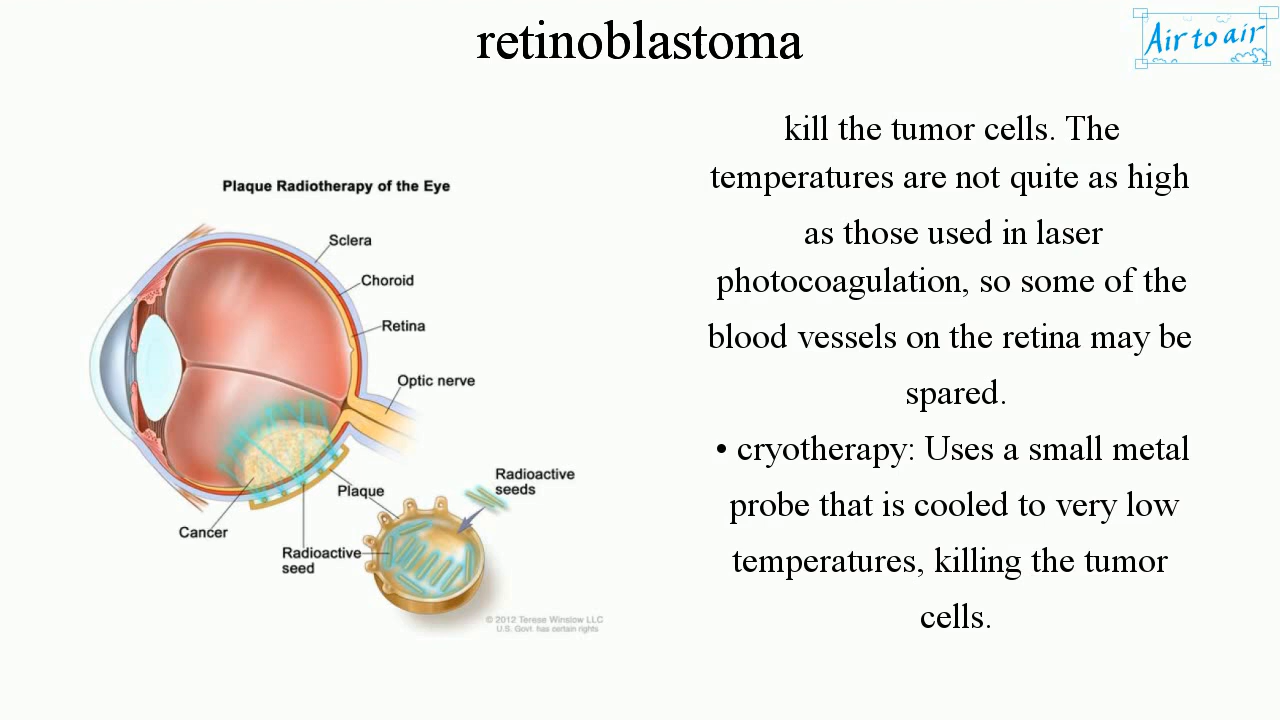 retinoblastoma
Air to air
Plaque Radiotherapy of the Eye
Sclera
Choroid
Retina
Optic nerve
Radioactive
seeds
Plaque
Cancer
Radioactive
seed
© 2012 Terese Winslow LLC
U.S. Govt. has certain rights
kill the tumor cells. The
temperatures are not quite as high
as those used in laser
photocoagulation, so some of the
blood vessels on the retina may be
spared.
• cryotherapy: Uses a small metal
probe that is cooled to very low
temperatures, killing the tumor
cells.